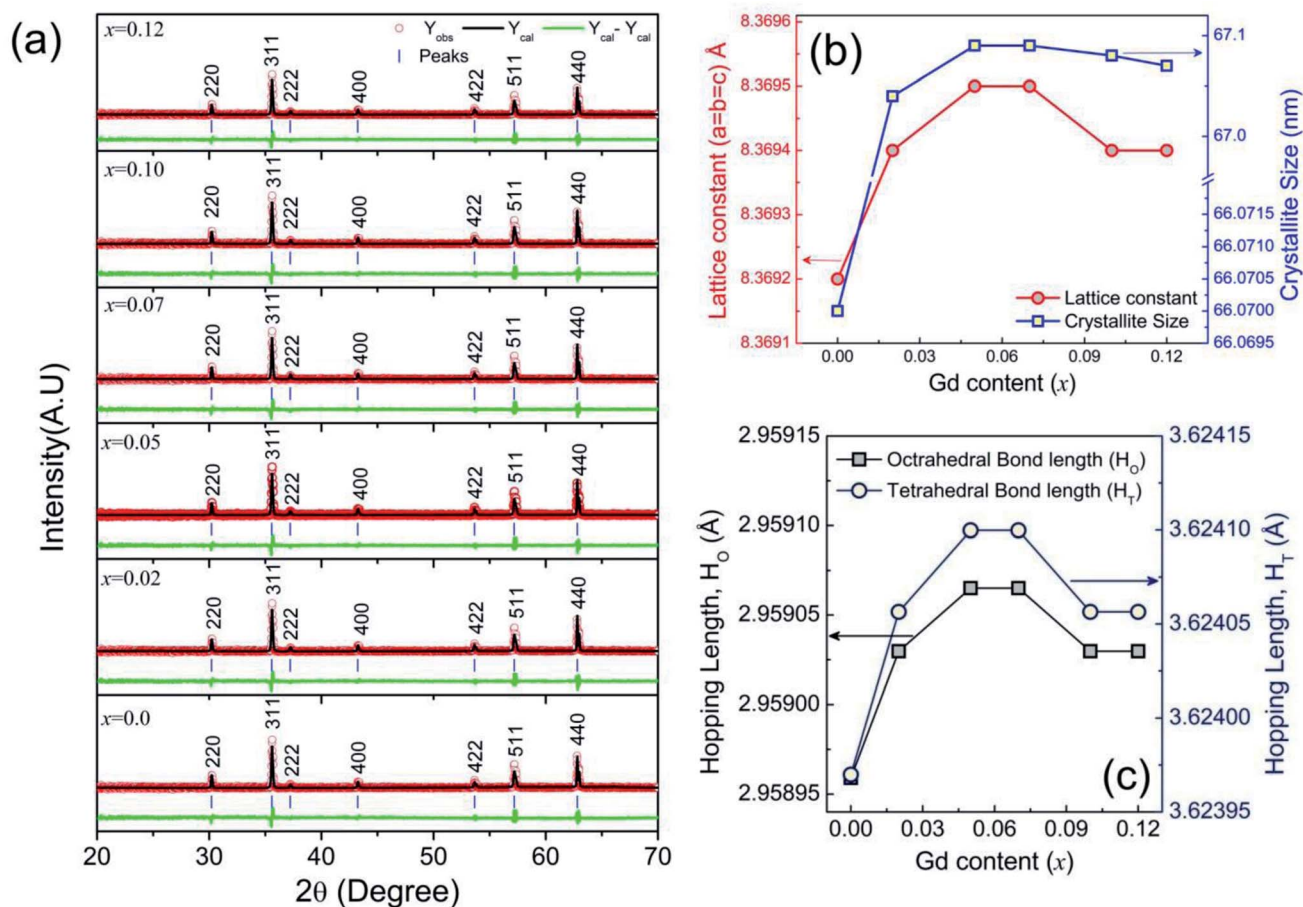 (a)
x=0.12
Y_obs Y_cal Y_cal- Y_cal
Peaks
220 311 222 400 422 511 440
x=0.10
220 311 222 400 422 511 440
x=0.07
220 311 222 400 422 511 440
x=0.05
220 311 222 400 422 511 440
x=0.02
220 311 222 400 422 511 440
x=0.0
220 311 222 400 422 511 440
20 30 40 50 60 70
2θ (Degree)
Intensity(A.U)
(b)
Lattice constant (a=b=c) Å
8.3696
8.3695
8.3694
8.3693
8.3692
8.3691
67.1
67.0
66.0715
66.0710
66.0705
66.0700
66.0695
Crystallite Size (nm)
Lattice constant
Crystallite Size
0.00 0.03 0.06 0.09 0.12
Gd content (x)
(c)
Hopping Length, H_O (Å)
2.95915
2.95910
2.95905
2.95900
2.95895
Octrahedral Bond length (H_O)
Tetrahedral Bond length (H_T)
3.62415
3.62410
3.62405
3.62400
3.62395
Hopping Length, H_T (Å)
0.00 0.03 0.06 0.09 0.12
Gd content (x)